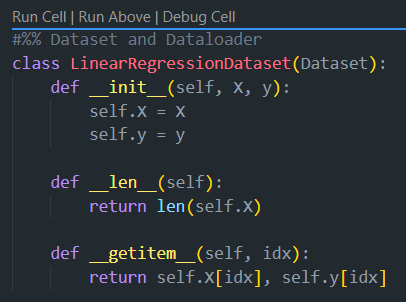 Run Cell | Run Above | Debug Cell
#%% Dataset and Dataloader
class LinearRegressionDataset(Dataset):
    def __init__(self, X, y):
        self.X = X
        self.y = y

    def __len__(self):
        return len(self.X)

    def __getitem__(self, idx):
        return self.X[idx], self.y[idx]